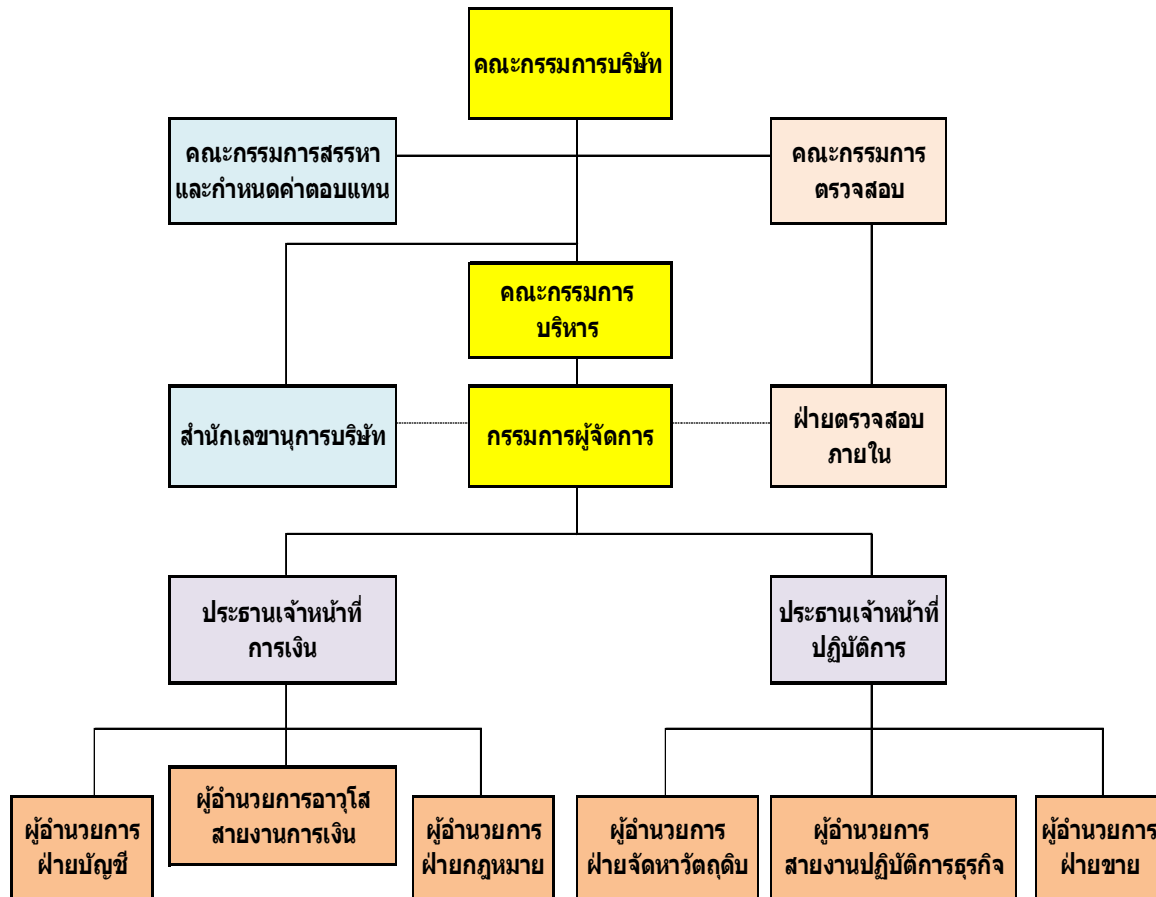 คณะกรรมการบริษัท
คณะกรรมการสรรหา
และกำหนดค่าตอบแทน
คณะกรรมการ
ตรวจสอบ
คณะกรรมการ
บริหาร
สำนักเลขานุการบริษัท
กรรมการผู้จัดการ
ฝ่ายตรวจสอบ
ภายใน
ประธานเจ้าหน้าที่
การเงิน
ประธานเจ้าหน้าที่
ปฏิบัติการ
ผู้อำนวยการ
ฝ่ายบัญชี
ผู้อำนวยการอาวุโส
สายงานการเงิน
ผู้อำนวยการ
ฝ่ายกฎหมาย
ผู้อำนวยการ
ฝ่ายจัดหาวัตถุดิบ
ผู้อำนวยการ
สายงานปฏิบัติการธุรกิจ
ผู้อำนวยการ
ฝ่ายขาย